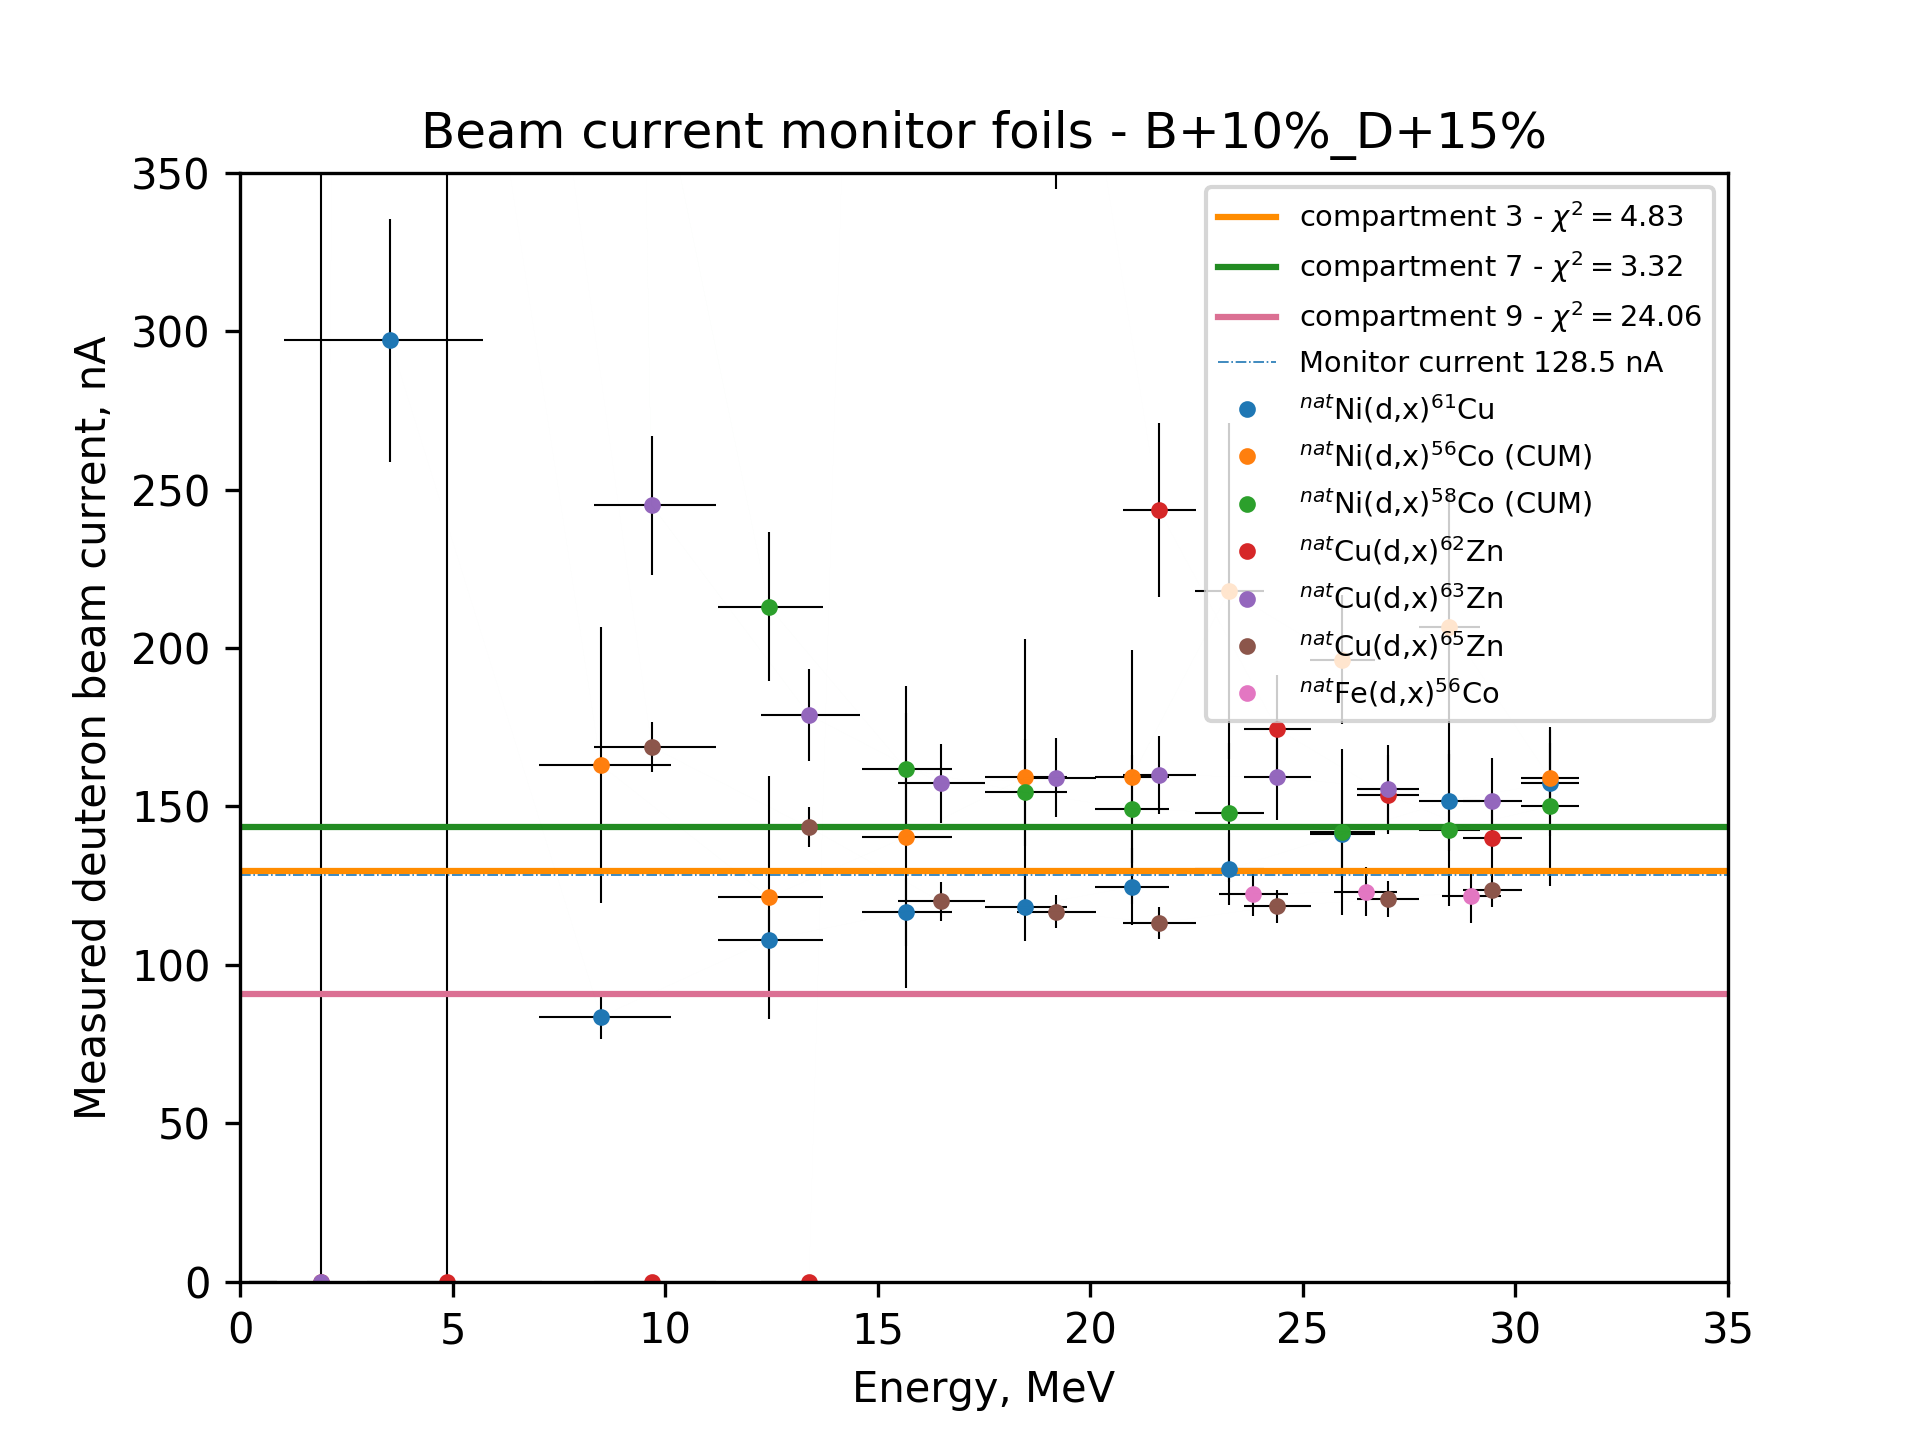 Beam current monitor foils - B+10%_D+15%
Measured deuteron beam current, nA
350
300
250
200
150
100
50
0
compartment 3 - χ² = 4.83
compartment 7 - χ² = 3.32
compartment 9 - χ² = 24.06
Monitor current 128.5 nA
ⁿᵃᵗNi(d,x)⁶¹Cu
ⁿᵃᵗNi(d,x)⁵⁶Co (CUM)
ⁿᵃᵗNi(d,x)⁵⁸Co (CUM)
ⁿᵃᵗCu(d,x)⁶²Zn
ⁿᵃᵗCu(d,x)⁶³Zn
ⁿᵃᵗCu(d,x)⁶⁵Zn
ⁿᵃᵗFe(d,x)⁵⁶Co
0 5 10 15 20 25 30 35
Energy, MeV